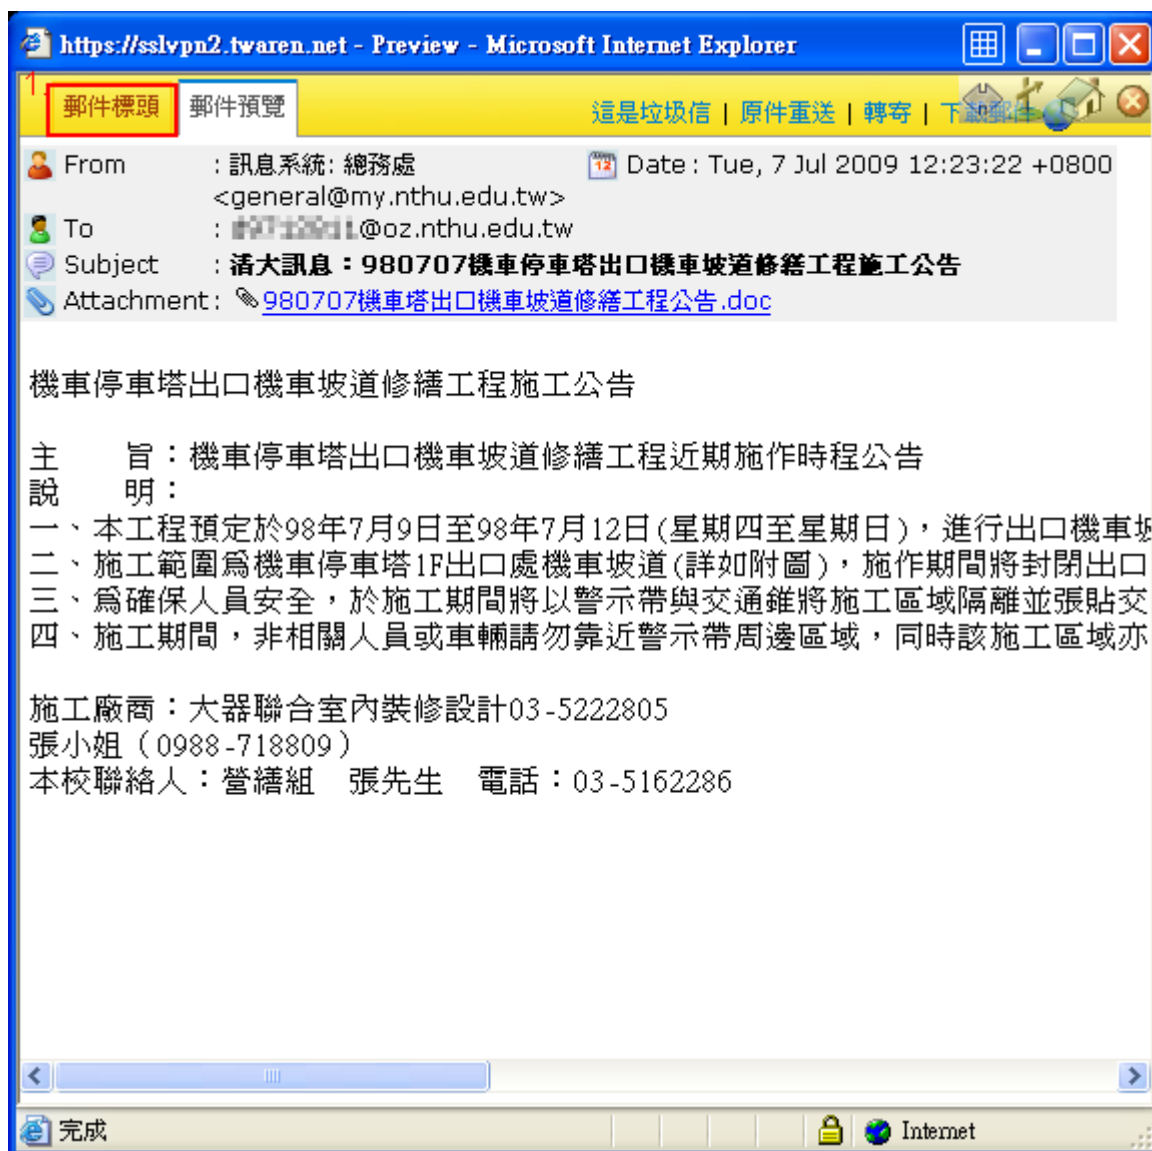 https://sslvpn2.twaren.net - Preview - Microsoft Internet Explorer
1.
郵件標頭 郵件預覽 這是垃圾信 | 原件重送 | 轉寄 | 下載郵件
From : 訊息系統: 總務處 Date : Tue, 7 Jul 2009 12:23:22 +0800
<general@my.nthu.edu.tw>
To : @oz.nthu.edu.tw
Subject : 清大訊息：980707機車停車塔出口機車坡道修繕工程施工公告
Attachment : 980707機車塔出口機車坡道修繕工程公告.doc
機車停車塔出口機車坡道修繕工程施工公告
主　　旨：機車停車塔出口機車坡道修繕工程近期施作時程公告
說　　明：
一、本工程預定於98年7月9日至98年7月12日(星期四至星期日)，進行出口機車坡
二、施工範圍為機車停車塔1F出口處機車坡道(詳如附圖)，施作期間將封閉出口
三、為確保人員安全，於施工期間將以警示帶與交通錐將施工區域隔離並張貼交
四、施工期間，非相關人員或車輛請勿靠近警示帶周邊區域，同時該施工區域亦
施工廠商：大器聯合室內裝修設計03-5222805
張小姐（0988-718809）
本校聯絡人：營繕組　張先生　電話：03-5162286
完成 Internet